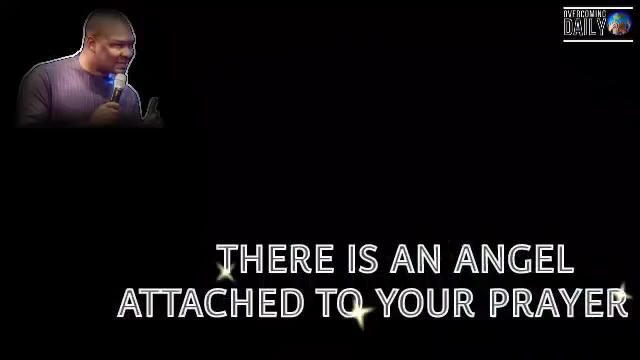 OVERCOMING
DAILY
THERE IS AN ANGEL
ATTACHED TO YOUR PRAYER